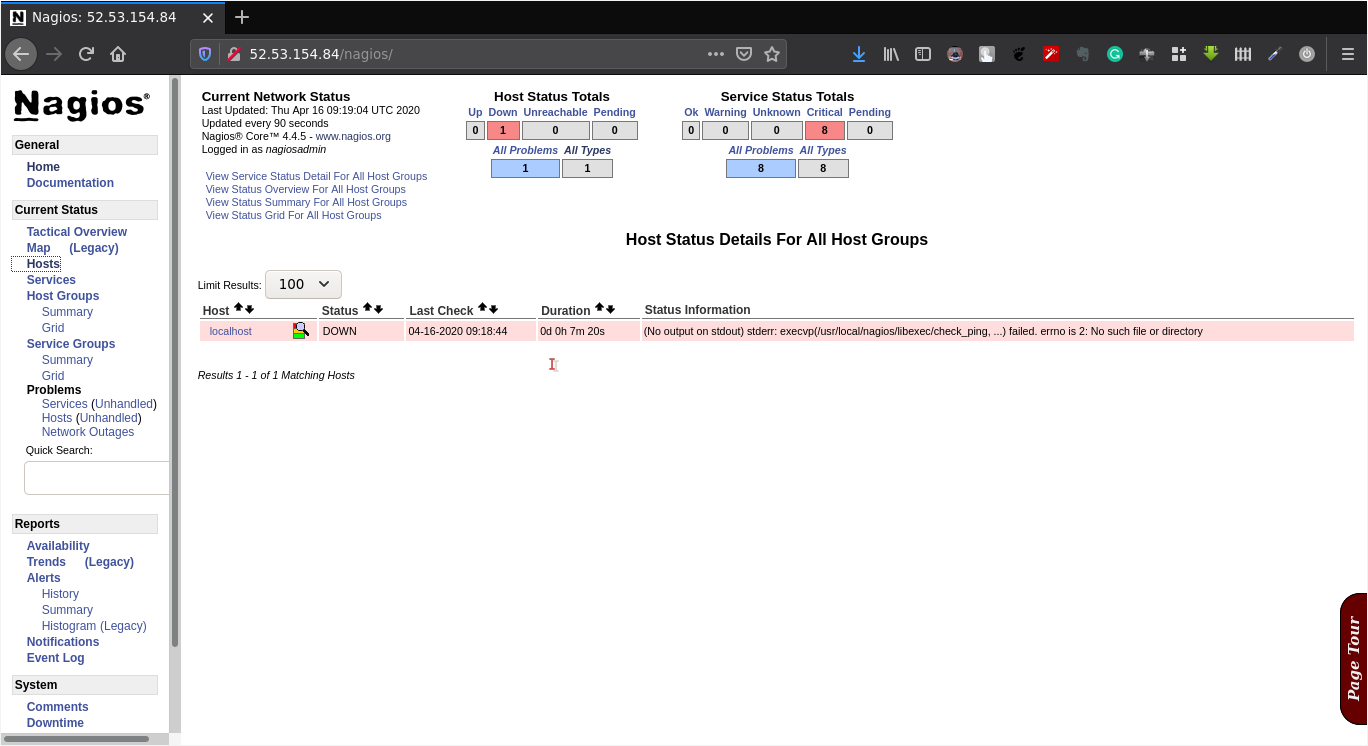 Nagios: 52.53.154.84
52.53.154.84/nagios/
Nagios®
General
Home
Documentation
Current Status
Tactical Overview
Map (Legacy)
Hosts
Services
Host Groups
Summary
Grid
Service Groups
Summary
Grid
Problems
Services (Unhandled)
Hosts (Unhandled)
Network Outages
Quick Search:
Reports
Availability
Trends (Legacy)
Alerts
History
Summary
Histogram (Legacy)
Notifications
Event Log
System
Comments
Downtime
Current Network Status
Last Updated: Thu Apr 16 09:19:04 UTC 2020
Updated every 90 seconds
Nagios® Core™ 4.4.5 - www.nagios.org
Logged in as nagiosadmin
View Service Status Detail For All Host Groups
View Status Overview For All Host Groups
View Status Summary For All Host Groups
View Status Grid For All Host Groups
Host Status Totals
Up Down Unreachable Pending
0 1 0 0
All Problems All Types
1 1
Service Status Totals
Ok Warning Unknown Critical Pending
0 0 0 8 0
All Problems All Types
8 8
Host Status Details For All Host Groups
Limit Results: 100
Host Status Last Check Duration Status Information
localhost DOWN 04-16-2020 09:18:44 0d 0h 7m 20s (No output on stdout) stderr: execvp(/usr/local/nagios/libexec/check_ping, ...) failed. errno is 2: No such file or directory
Results 1 - 1 of 1 Matching Hosts
Page Tour